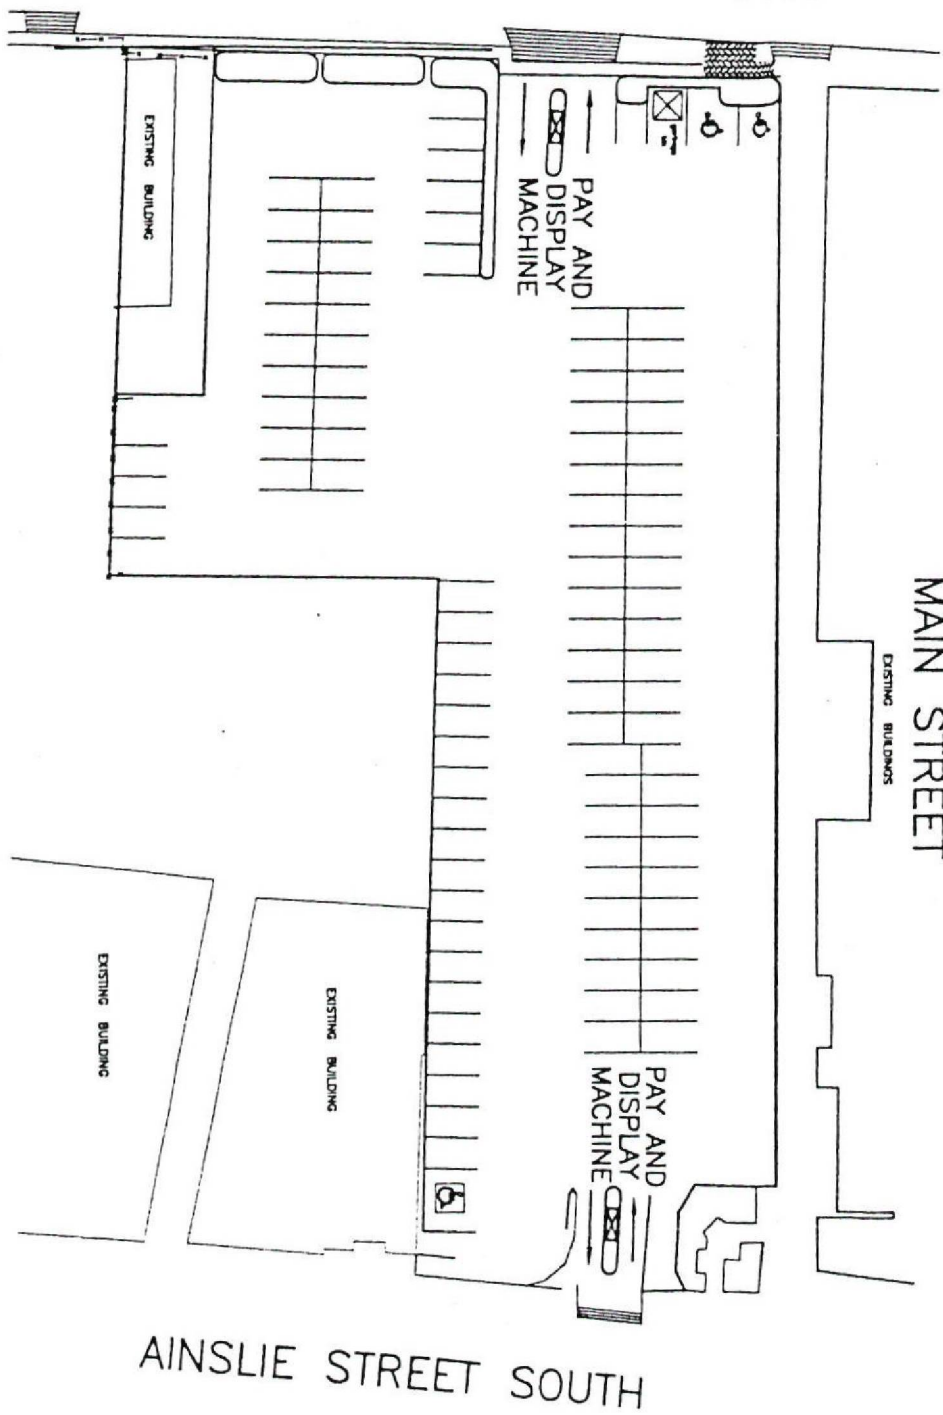 EXISTING BUILDING
PAY AND
DISPLAY
MACHINE
MAIN STREET
EXISTING BUILDINGS
EXISTING BUILDING
EXISTING BUILDING
PAY AND
DISPLAY
MACHINE
AINSLIE STREET SOUTH